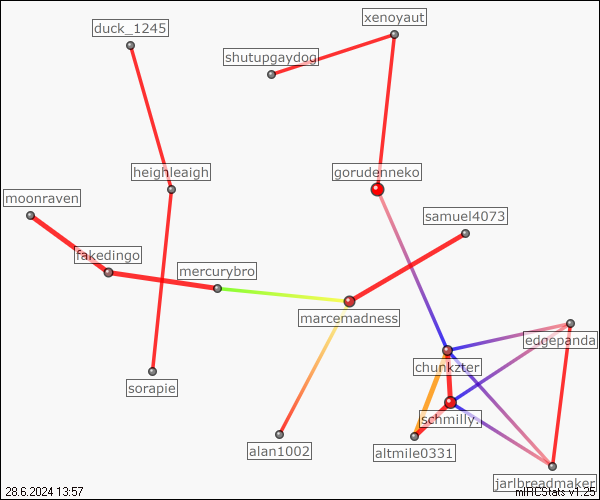 duck_1245
xenoyaut
shutupgaydog
heighleaigh
gorudenneko
moonraven
samuel4073
fakedingo
mercurybro
marcemadness
edgepanda
chunkzter
sorapie
schmilly.
alan1002
altmile0331
jarlbreadmaker
28.6.2024 13:57
mIRCStats v1.25